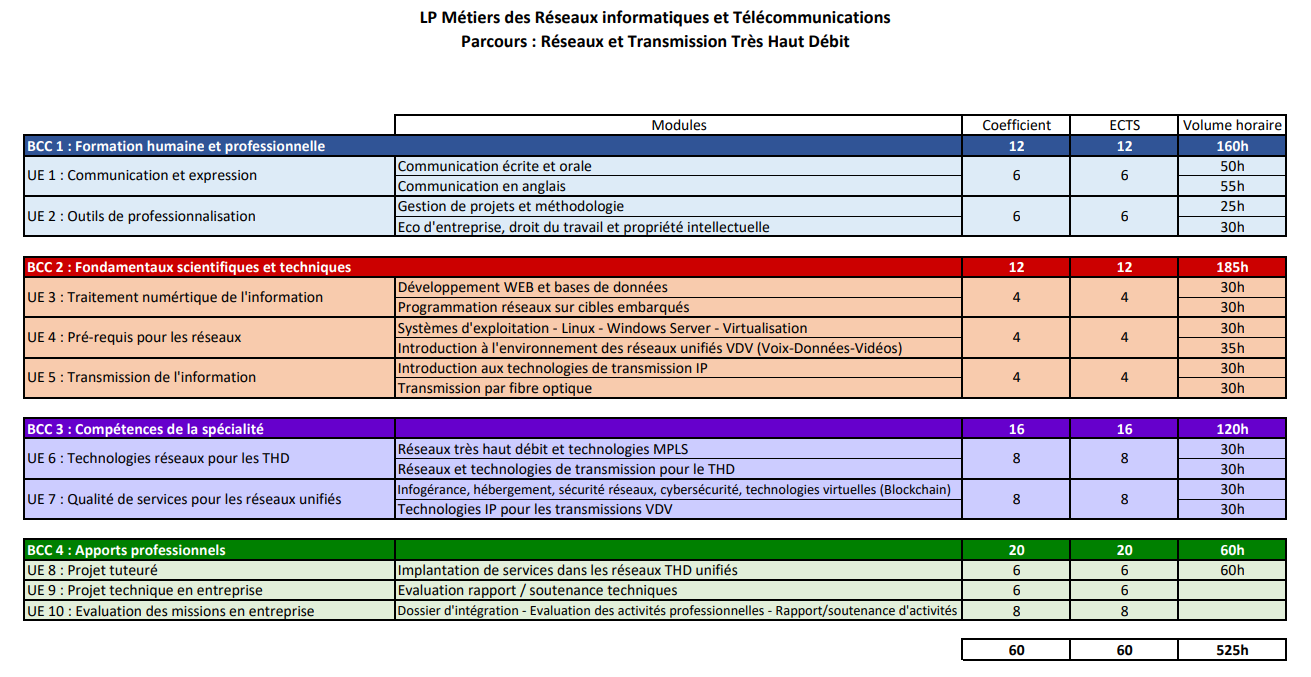 LP Métiers des Réseaux informatiques et Télécommunications
Parcours : Réseaux et Transmission Très Haut Débit
Modules Coefficient ECTS Volume horaire
BCC 1 : Formation humaine et professionnelle 12 12 160h
UE 1 : Communication et expression 6 6
Communication écrite et orale 50h
Communication en anglais 55h
UE 2 : Outils de professionnalisation 6 6
Gestion de projets et méthodologie 25h
Eco d'entreprise, droit du travail et propriété intellectuelle 30h
BCC 2 : Fondamentaux scientifiques et techniques 12 12 185h
UE 3 : Traitement numértique de l'information 4 4
Développement WEB et bases de données 30h
Programmation réseaux sur cibles embarqués 30h
UE 4 : Pré-requis pour les réseaux 4 4
Systèmes d'exploitation - Linux - Windows Server - Virtualisation 30h
Introduction à l'environnement des réseaux unifiés VDV (Voix-Données-Vidéos) 35h
UE 5 : Transmission de l'information 4 4
Introduction aux technologies de transmission IP 30h
Transmission par fibre optique 30h
BCC 3 : Compétences de la spécialité 16 16 120h
UE 6 : Technologies réseaux pour les THD 8 8
Réseaux très haut débit et technologies MPLS 30h
Réseaux et technologies de transmission pour le THD 30h
UE 7 : Qualité de services pour les réseaux unifiés 8 8
Infogérance, hébergement, sécurité réseaux, cybersécurité, technologies virtuelles (Blockchain) 30h
Technologies IP pour les transmissions VDV 30h
BCC 4 : Apports professionnels 20 20 60h
UE 8 : Projet tuteuré Implantation de services dans les réseaux THD unifiés 6 6 60h
UE 9 : Projet technique en entreprise Evaluation rapport / soutenance techniques 6 6
UE 10 : Evaluation des missions en entreprise Dossier d'intégration - Evaluation des activités professionnelles - Rapport/soutenance d'activités 8 8
60 60 525h